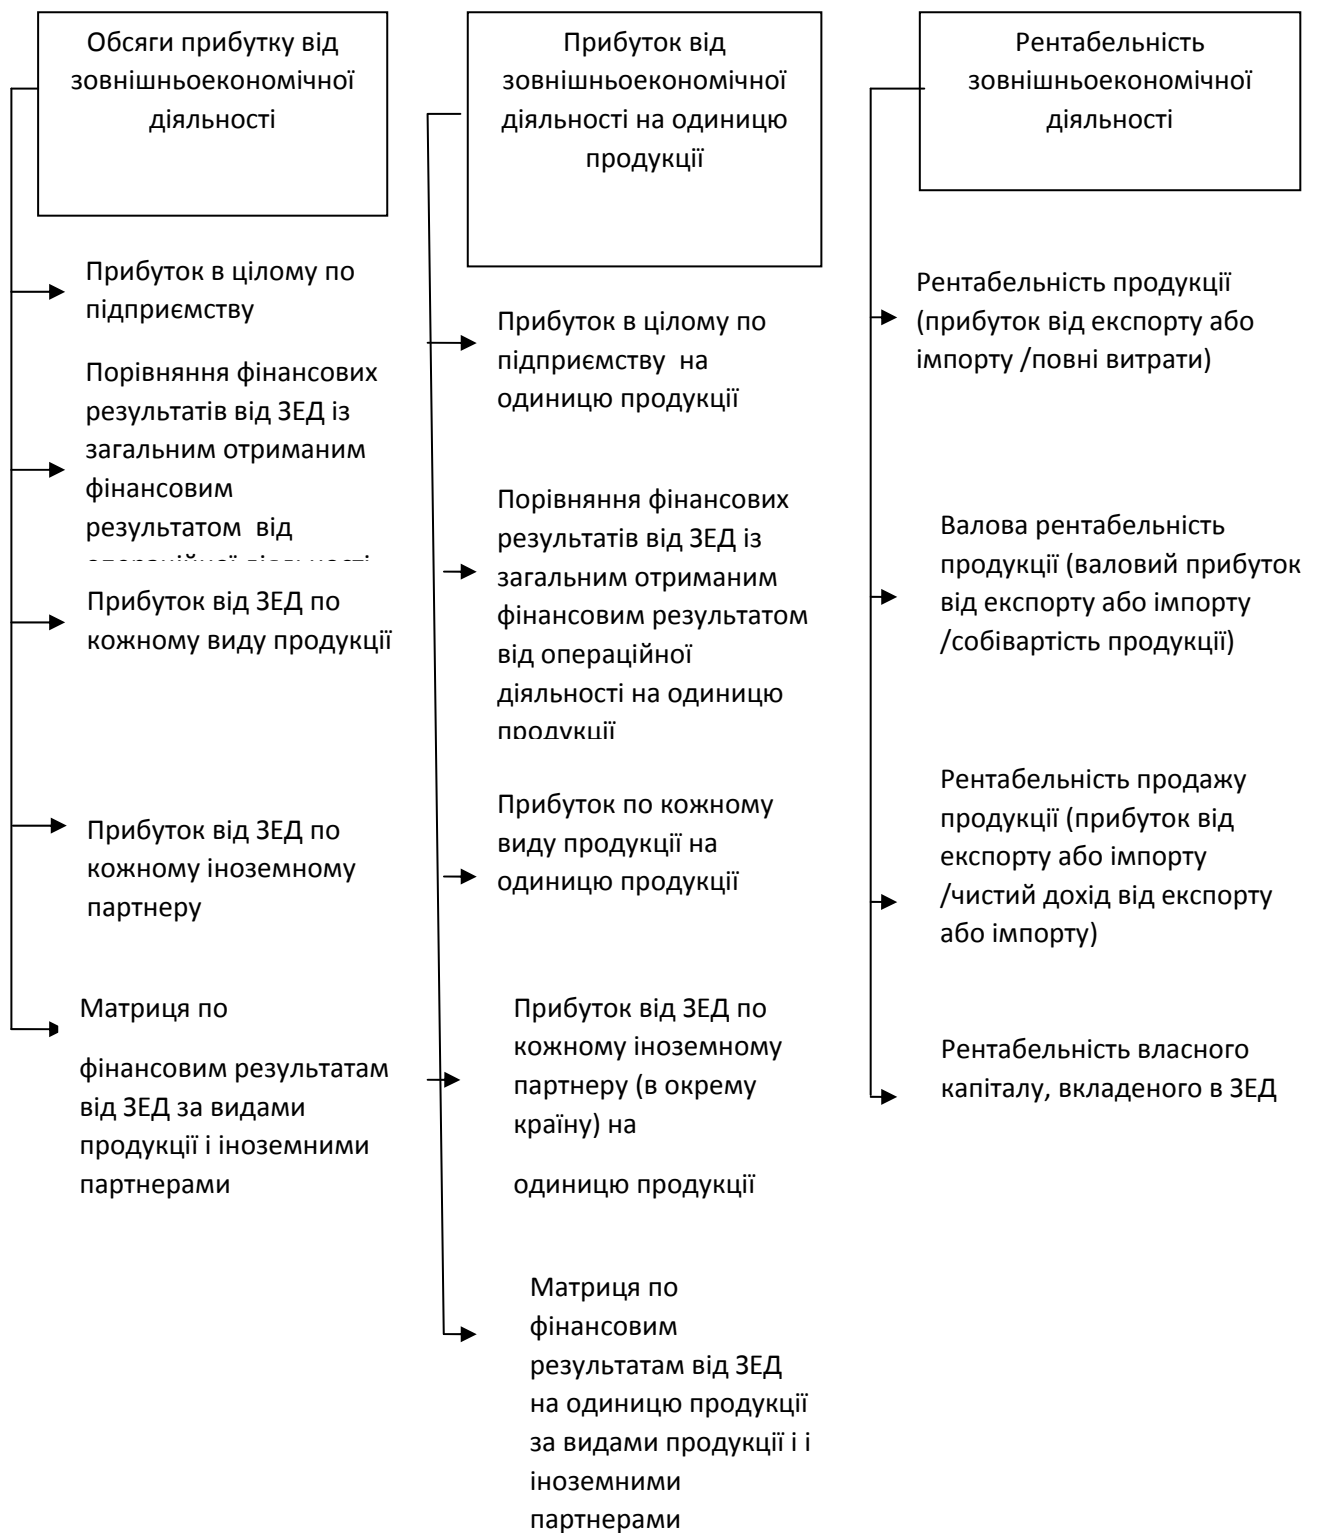 Обсяги прибутку від
зовнішньоекономічної
діяльності
Прибуток в цілому по
підприємству
Порівняння фінансових
результатів від ЗЕД із
загальним отриманим
фінансовим
результатом від
Прибуток від ЗЕД по
кожному виду продукції
Прибуток від ЗЕД по
кожному іноземному
партнеру
Матриця по
фінансовим результатам
від ЗЕД за видами
продукції і іноземними
партнерами
Прибуток від
зовнішньоекономічної
діяльності на одиницю
продукції
Прибуток в цілому по
підприємству на
одиницю продукції
Порівняння фінансових
результатів від ЗЕД із
загальним отриманим
фінансовим результатом
від операційної
діяльності на одиницю
продукції
Прибуток по кожному
виду продукції на
одиницю продукції
Прибуток від ЗЕД по
кожному іноземному
партнеру (в окрему
країну) на
одиницю продукції
Матриця по
фінансовим
результатам від ЗЕД
на одиницю продукції
за видами продукції і і
іноземними
партнерами
Рентабельність
зовнішньоекономічної
діяльності
Рентабельність продукції
(прибуток від експорту або
імпорту /повні витрати)
Валова рентабельність
продукції (валовий прибуток
від експорту або імпорту
/собівартість продукції)
Рентабельність продажу
продукції (прибуток від
експорту або імпорту
/чистий дохід від експорту
або імпорту)
Рентабельність власного
капіталу, вкладеного в ЗЕД